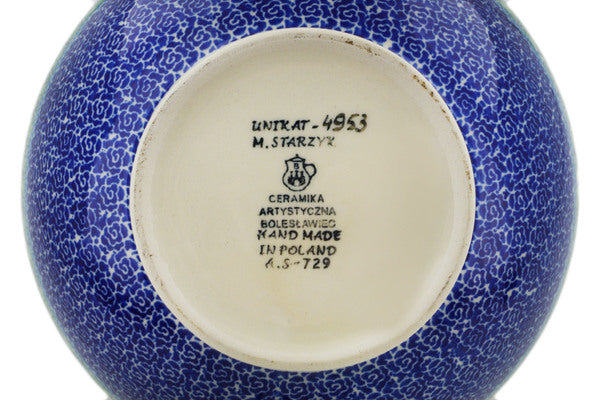 UNIKAT-4953
M. STARZYK
B
CERAMIKA
ARTYSTYCZNA
BOLESŁAWIEC
HAND MADE
IN POLAND
A.S-729